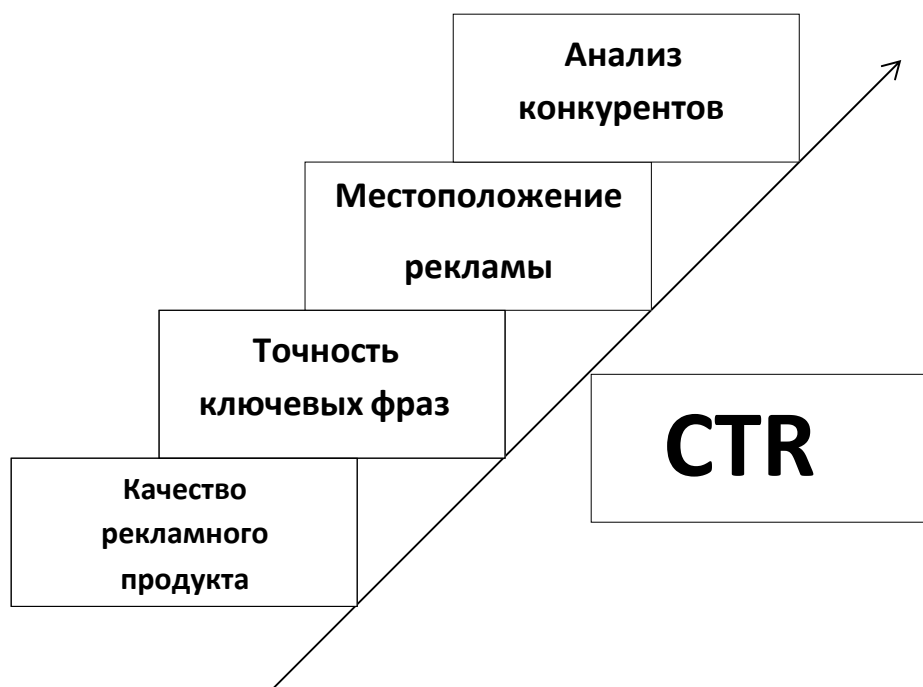 Анализ
конкурентов
Местоположение
рекламы
Точность
ключевых фраз
CTR
Качество
рекламного
продукта